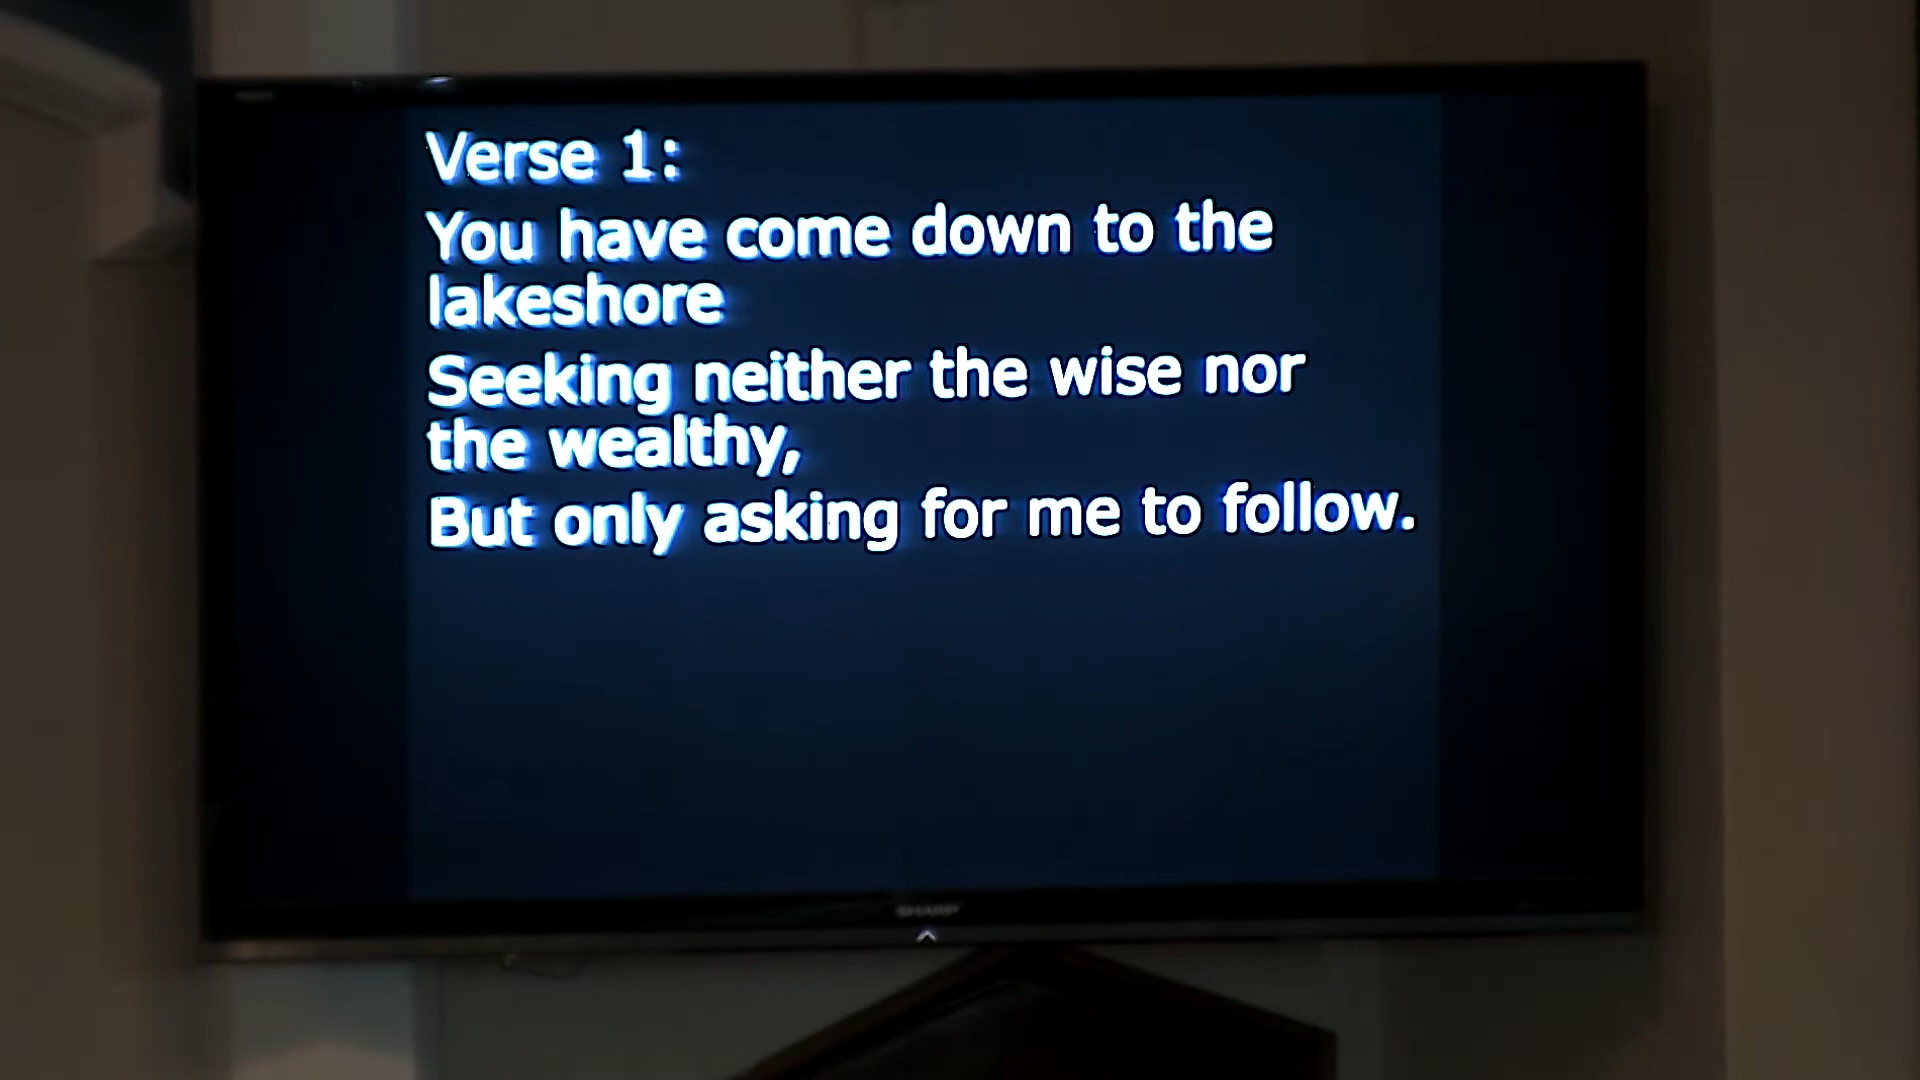 Verse 1:
You have come down to the
lakeshore
Seeking neither the wise nor
the wealthy,
But only asking for me to follow.
SHARP